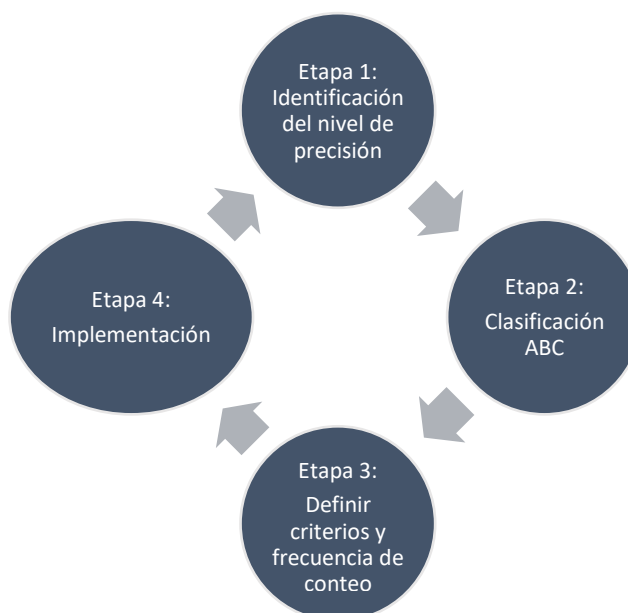 Etapa 1:
Identificación
del nivel de
precisión
Etapa 2:
Clasificación
ABC
Etapa 3:
Definir
criterios y
frecuencia de
conteo
Etapa 4:
Implementación